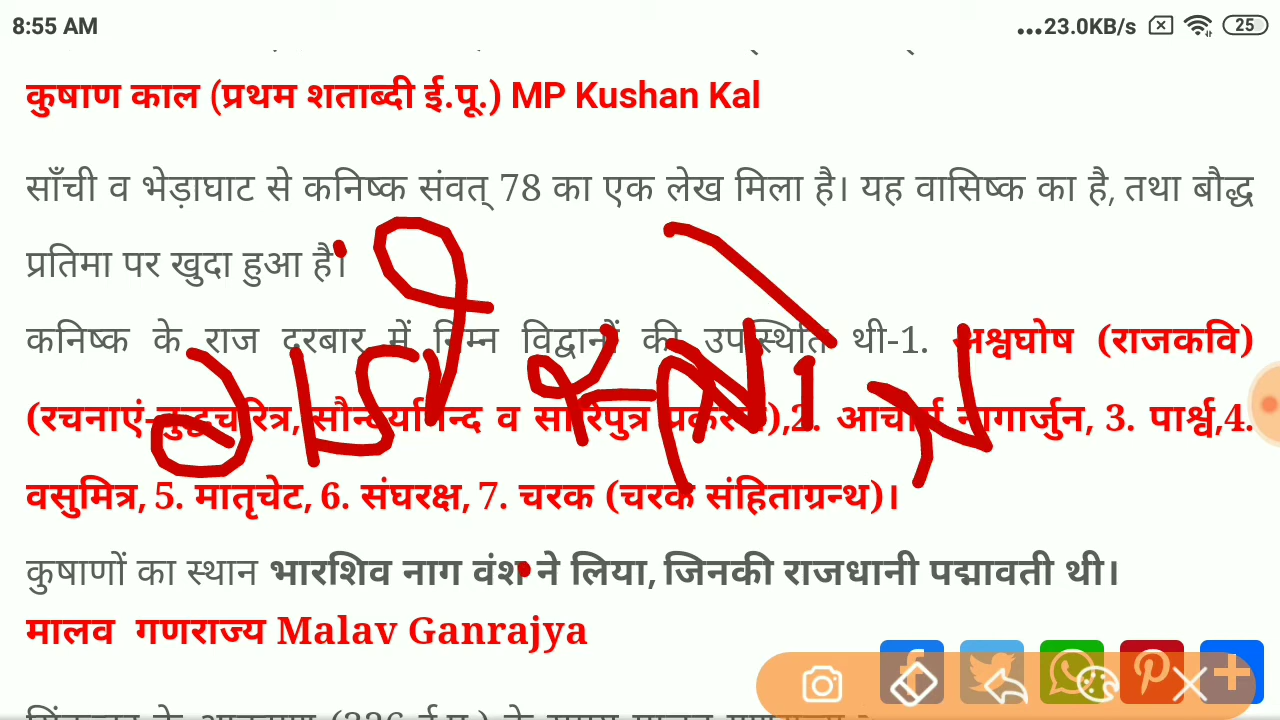 8:55 AM ...23.0KB/s 25
कुषाण काल (प्रथम शताब्दी ई.पू.) MP Kushan Kal
साँची व भेड़ाघाट से कनिष्क संवत् 78 का एक लेख मिला है। यह वासिष्क का है, तथा बौद्ध
प्रतिमा पर खुदा हुआ है।
कनिष्क के राज दरबार में निम्न विद्वानों की उपस्थिति थी-1. अश्वघोष (राजकवि)
(रचनाएं-बुद्धचरित्र, सौन्दर्यानन्द व सारिपुत्र प्रकरण),2. आचार्य नागार्जुन, 3. पार्श्व,4.
वसुमित्र, 5. मातृचेट, 6. संघरक्ष, 7. चरक (चरक संहिताग्रन्थ)।
कुषाणों का स्थान भारशिव नाग वंश ने लिया, जिनकी राजधानी पद्मावती थी।
मालव गणराज्य Malav Ganrajya